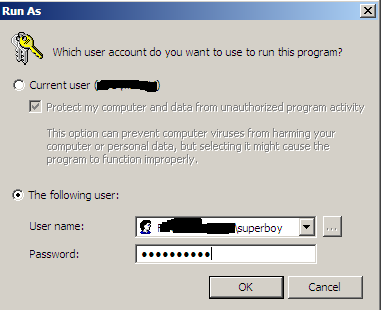 Run As
Which user account do you want to use to run this program?
Current user ( )
Protect my computer and data from unauthorized program activity
This option can prevent computer viruses from harming your
computer or personal data, but selecting it might cause the
program to function improperly.
The following user:
User name: \superboy ...
Password: ••••••••••
OK Cancel